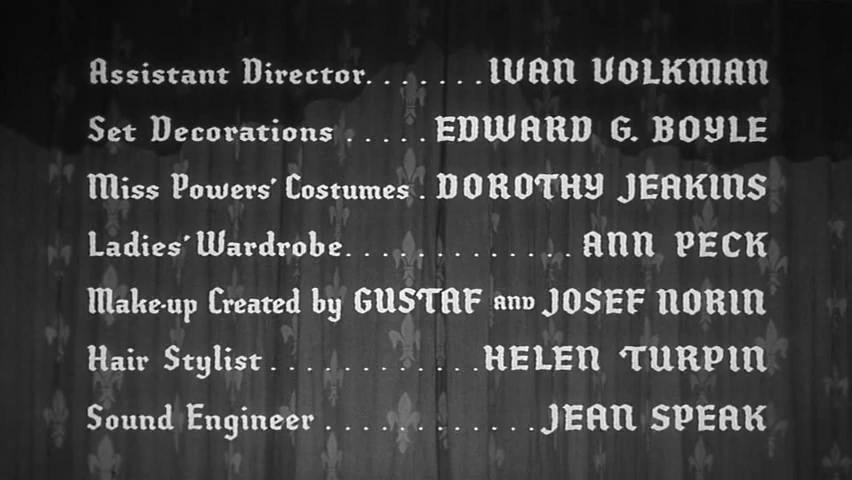 Assistant Director.......IVAN VOLKMAN
Set Decorations .....EDWARD G. BOYLE
Miss Powers' Costumes . DOROTHY JEAKINS
Ladies' Wardrobe............. ANN PECK
Make-up Created by GUSTAF AND JOSEF NORIN
Hair Stylist ............HELEN TURPIN
Sound Engineer ............JEAN SPEAK